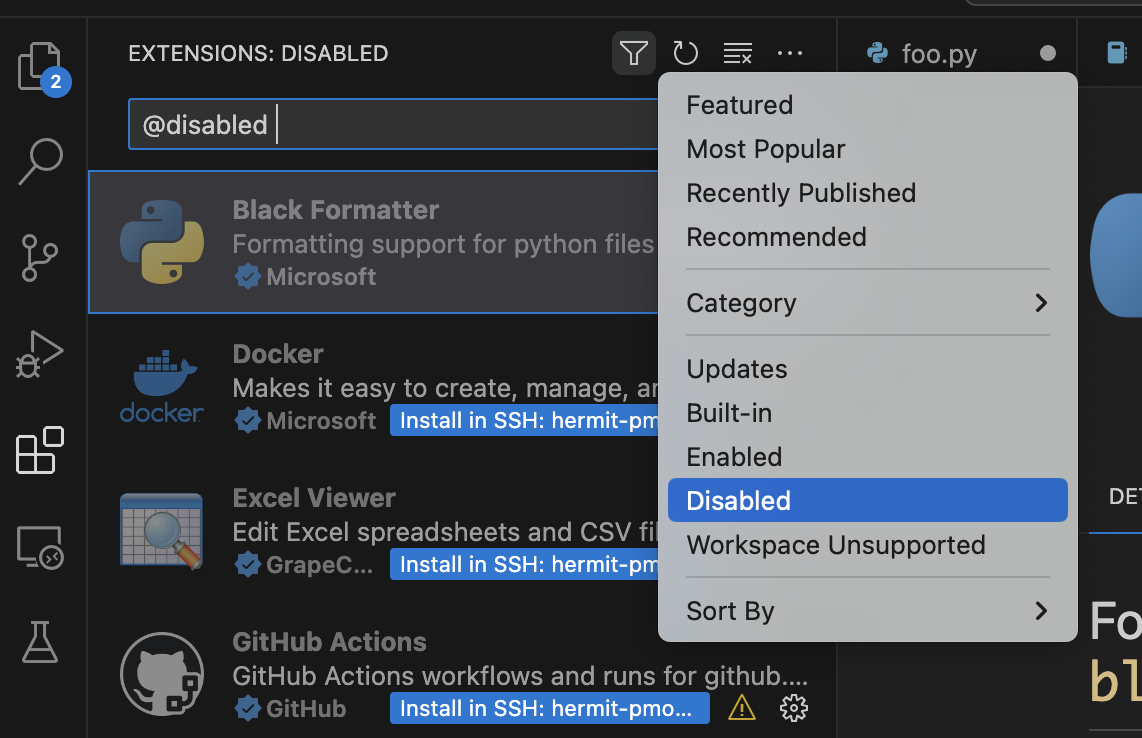 EXTENSIONS: DISABLED
foo.py
2
@disabled
Featured
Most Popular
Recently Published
Recommended
Category
Updates
Built-in
Enabled
Disabled
Workspace Unsupported
Sort By
Black Formatter
Formatting support for python files
Microsoft
Docker
Makes it easy to create, manage, an
docker
Microsoft
Install in SSH: hermit-pm
Excel Viewer
Edit Excel spreadsheets and CSV fil
GrapeC...
Install in SSH: hermit-pm
GitHub Actions
GitHub Actions workflows and runs for github....
GitHub
Install in SSH: hermit-pmo...
DET
Fo
bl